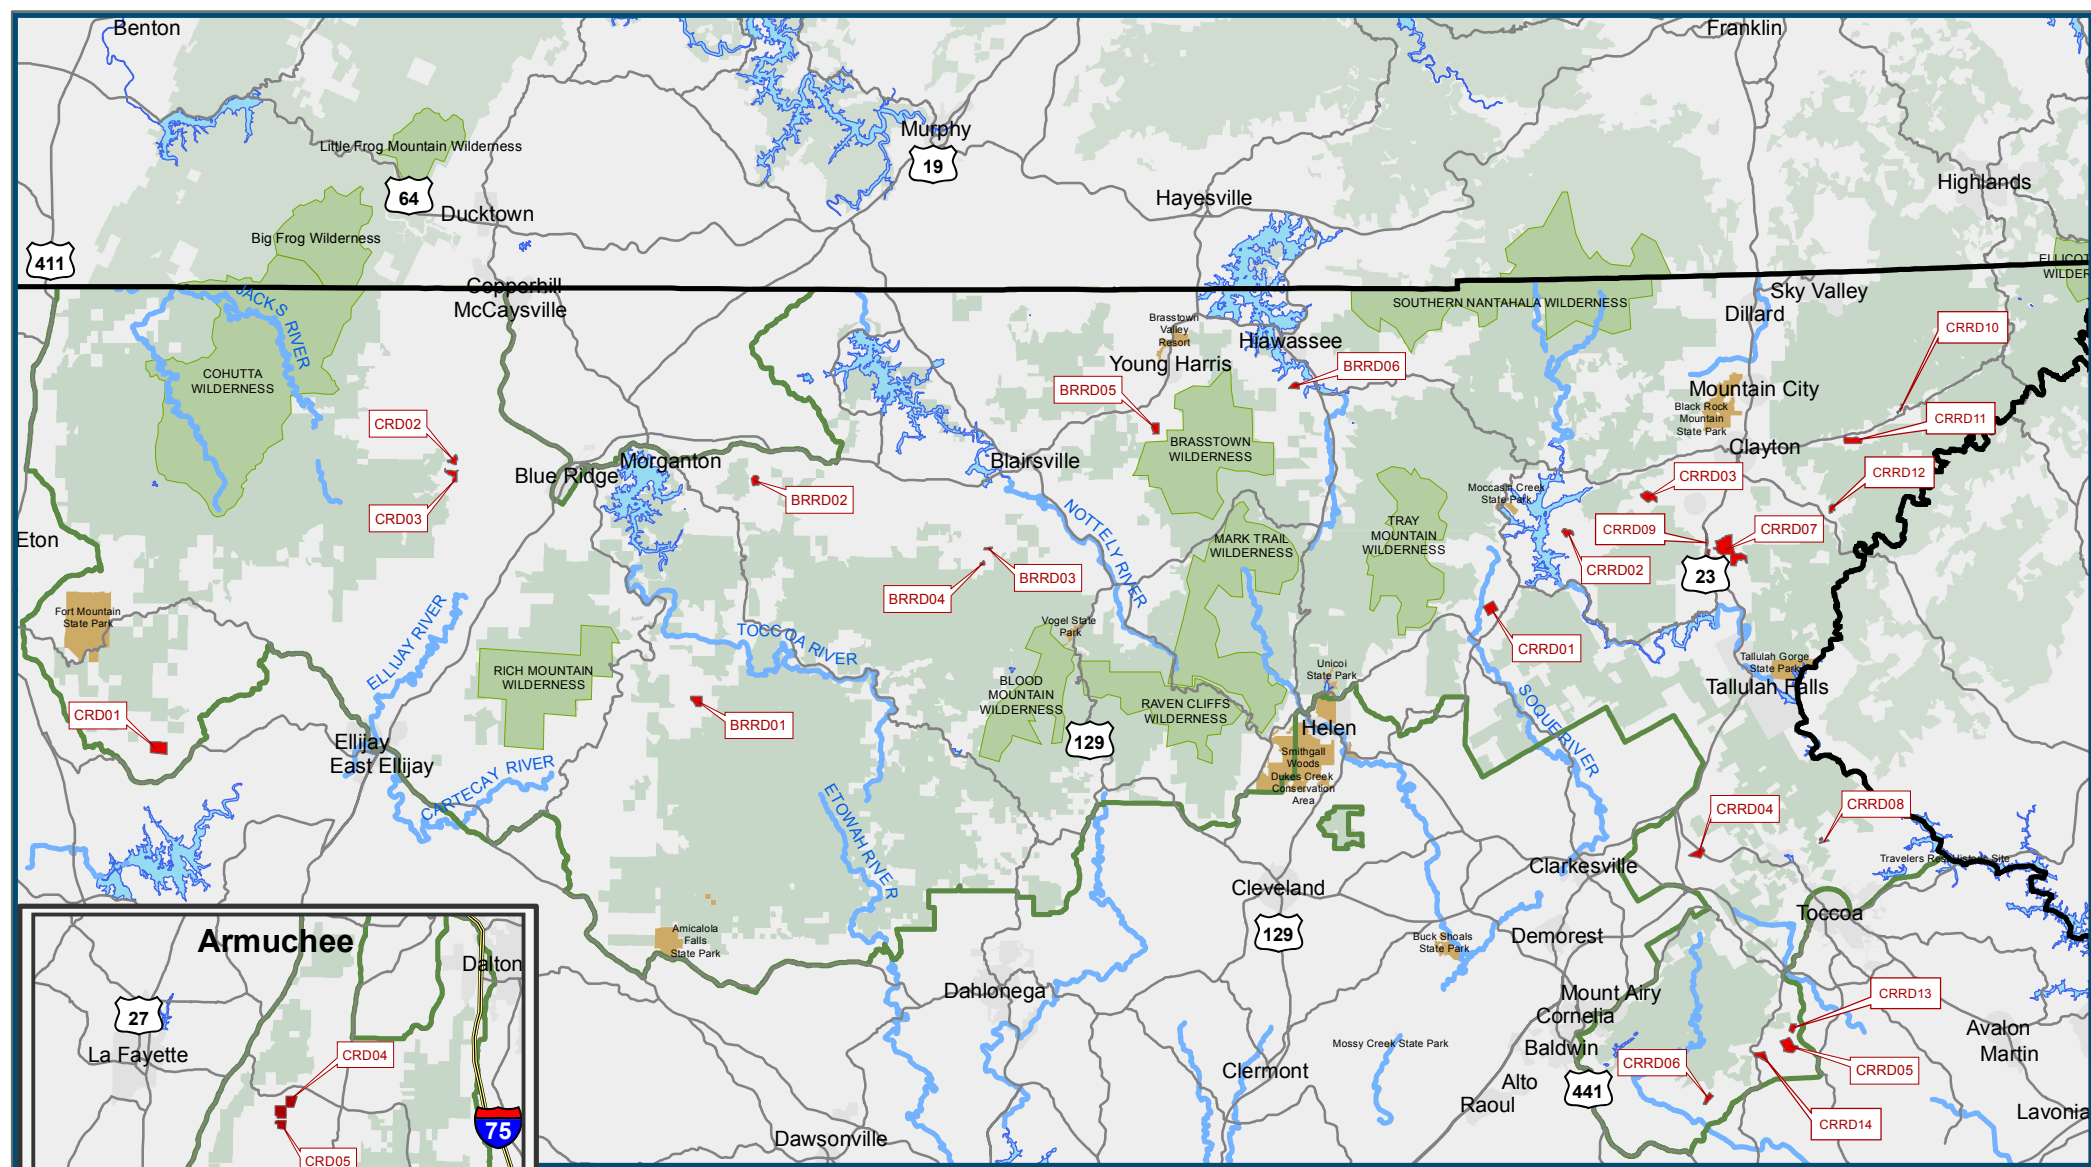 Benton
Franklin
Murphy
19
Little Frog Mountain Wilderness
64
Ducktown
Hayesville
Highlands
Big Frog Wilderness
411
Copperhill
McCaysville
JACKS RIVER
SOUTHERN NANTAHALA WILDERNESS
Sky Valley
Dillard
ELLICOT
WILDER
CRRD10
Brasstown
Valley
Resort
Hiawassee
Young Harris
BRRD06
BRRD05
COHUTTA
WILDERNESS
Mountain City
Black Rock
Mountain
State Park
CRRD11
Clayton
CRD02
CRD03
Blue Ridge
Morganton
BRRD02
Blairsville
BRASSTOWN
WILDERNESS
CRRD03
CRRD12
Moccasin Creek
State Park
CRRD09
CRRD07
23
CRRD02
NOTTELY RIVER
MARK TRAIL
WILDERNESS
TRAY
MOUNTAIN
WILDERNESS
Eton
BRRD03
BRRD04
Fort Mountain
State Park
ELLIJAY RIVER
TOCCOA RIVER
Vogel State
Park
CRRD01
RICH MOUNTAIN
WILDERNESS
BLOOD
MOUNTAIN
WILDERNESS
Unicoi
State Park
Tallulah Gorge
State Park
Tallulah Falls
RAVEN CLIFFS
WILDERNESS
SOQUE RIVER
CRD01
BRRD01
129
Helen
Smithgall
Woods
Dukes Creek
Conservation
Area
Ellijay
East Ellijay
CARTECAY RIVER
ETOWAH RIVER
CRRD04
CRRD08
Travelers Rest Historic Site
Clarkesville
Cleveland
129
Toccoa
Amicalola
Falls
State Park
Buck Shoals
State Park
Demorest
Dahlonega
Mount Airy
Cornelia
CRRD13
Avalon
Martin
Baldwin
CRRD06
CRRD05
Mossy Creek State Park
Clermont
Alto
441
Raoul
CRRD14
Lavonia
Dawsonville
Armuchee
Dalton
27
La Fayette
CRD04
75
CRD05